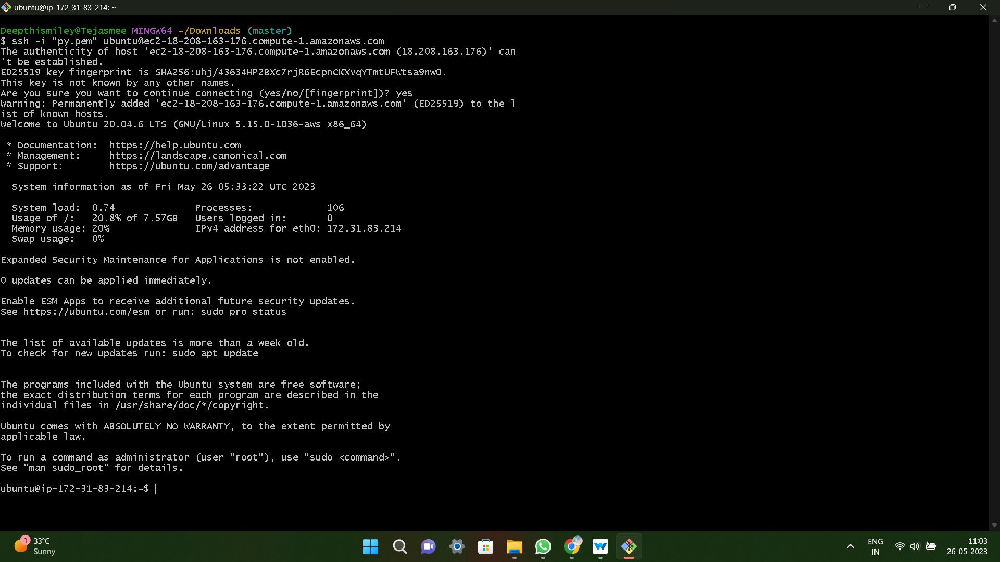 ubuntu@ip-172-31-83-214: ~
Deepthismiley@Tejasmee MINGW64 ~/Downloads (master)
$ ssh -i "py.pem" ubuntu@ec2-18-208-163-176.compute-1.amazonaws.com
The authenticity of host 'ec2-18-208-163-176.compute-1.amazonaws.com (18.208.163.176)' can
't be established.
ED25519 key fingerprint is SHA256:uhj/43634HP2BXc7rjR6EcpnCKXvqYTmtUFWtsa9nw0.
This key is not known by any other names.
Are you sure you want to continue connecting (yes/no/[fingerprint])? yes
Warning: Permanently added 'ec2-18-208-163-176.compute-1.amazonaws.com' (ED25519) to the l
ist of known hosts.
Welcome to Ubuntu 20.04.6 LTS (GNU/Linux 5.15.0-1036-aws x86_64)
* Documentation:  https://help.ubuntu.com
* Management:     https://landscape.canonical.com
* Support:        https://ubuntu.com/advantage
System information as of Fri May 26 05:33:22 UTC 2023
System load:  0.74              Processes:             106
Usage of /:   20.8% of 7.57GB   Users logged in:       0
Memory usage: 20%               IPv4 address for eth0: 172.31.83.214
Swap usage:   0%
Expanded Security Maintenance for Applications is not enabled.
0 updates can be applied immediately.
Enable ESM Apps to receive additional future security updates.
See https://ubuntu.com/esm or run: sudo pro status
The list of available updates is more than a week old.
To check for new updates run: sudo apt update
The programs included with the Ubuntu system are free software;
the exact distribution terms for each program are described in the
individual files in /usr/share/doc/*/copyright.
Ubuntu comes with ABSOLUTELY NO WARRANTY, to the extent permitted by
applicable law.
To run a command as administrator (user "root"), use "sudo <command>".
See "man sudo_root" for details.
ubuntu@ip-172-31-83-214:~$
1
33°C
Sunny
ENG
IN
11:03
26-05-2023